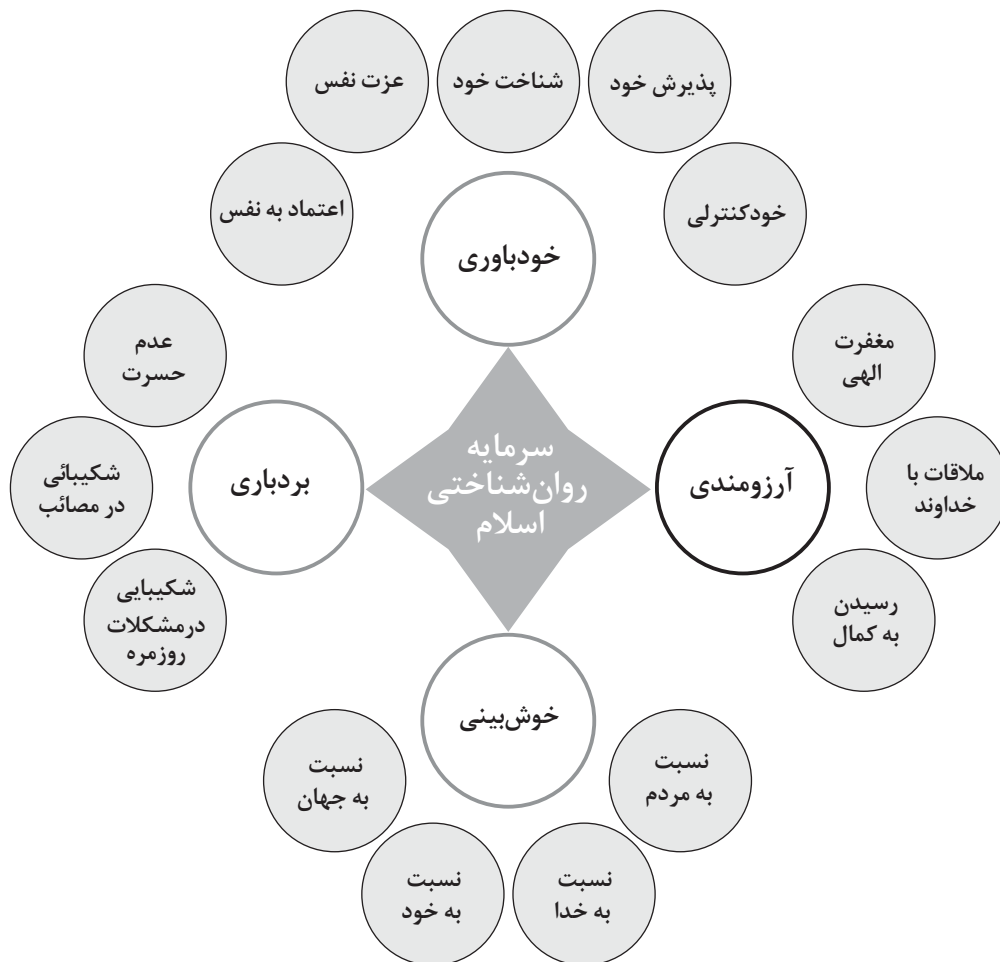 پذیرش خود
شناخت خود
عزت نفس
خودکنترلی
اعتماد به نفس
خودباوری
مغفرت
الهی
ملاقات با
خداوند
رسیدن
به کمال
آرزومندی
سرمایه
روان‌شناختی
اسلام
بردباری
عدم
حسرت
شکیبائی
در مصائب
شکیبایی
درمشکلات
روزمره
خوش‌بینی
نسبت
به مردم
نسبت
به خدا
نسبت
به خود
نسبت
به جهان